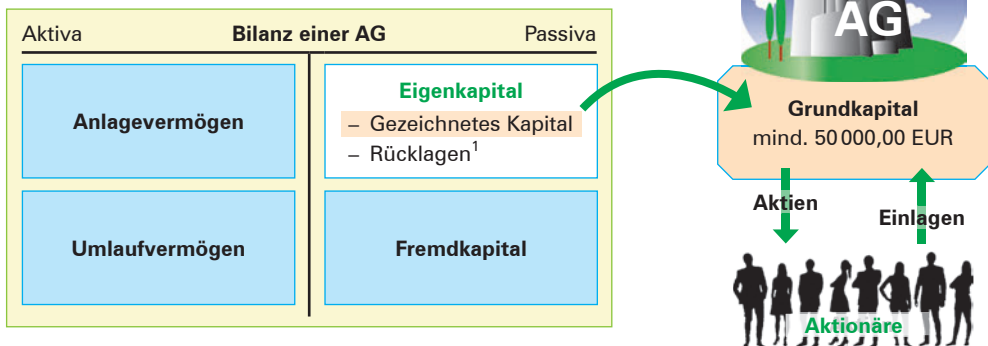 Aktiva Bilanz einer AG Passiva
Anlagevermögen
Eigenkapital
– Gezeichnetes Kapital
– Rücklagen¹
Umlaufvermögen
Fremdkapital
AG
Grundkapital
mind. 50 000,00 EUR
Aktien
Einlagen
Aktionäre